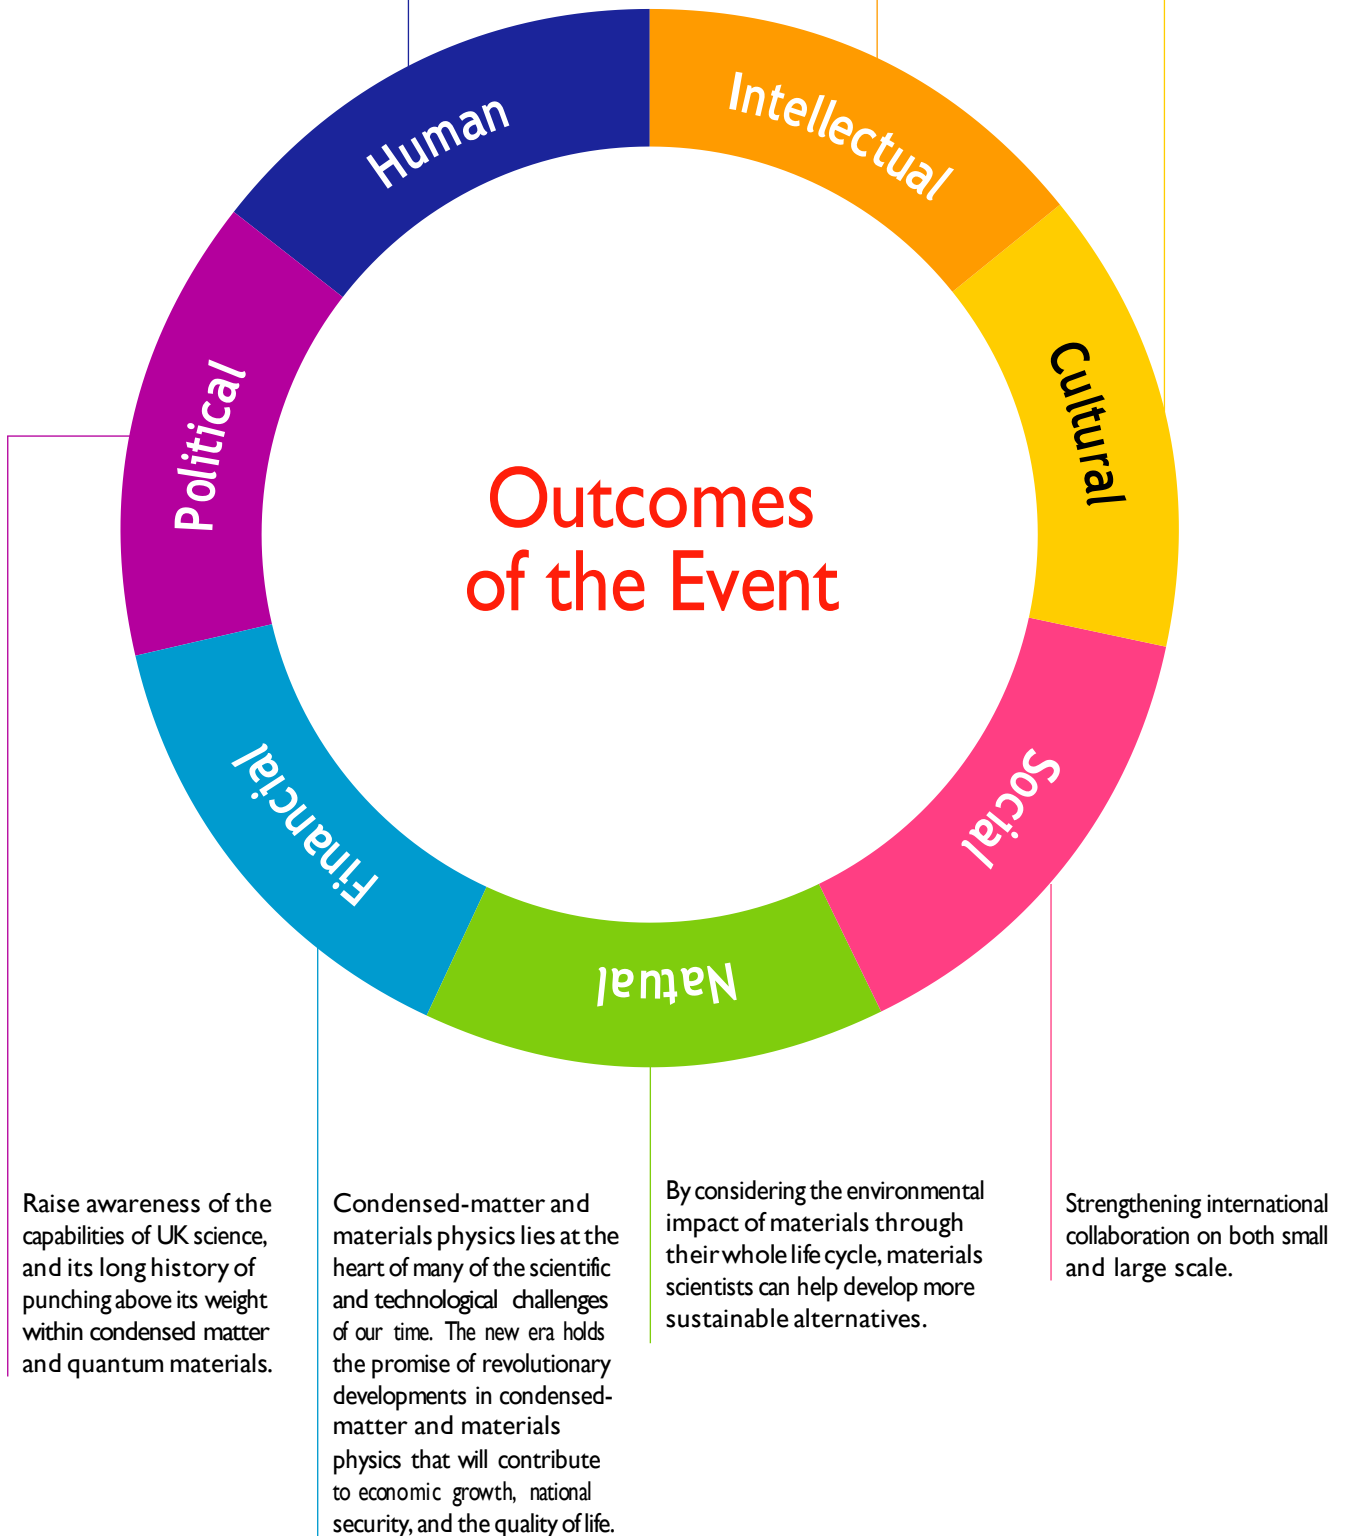 Human
Intellectual
Cultural
Political
Outcomes
of the Event
Social
Financial
Natual
Raise awareness of the
capabilities of UK science,
and its long history of
punching above its weight
within condensed matter
and quantum materials.
Condensed-matter and
materials physics lies at the
heart of many of the scientific
and technological challenges
of our time. The new era holds
the promise of revolutionary
developments in condensed-
matter and materials
physics that will contribute
to economic growth, national
security, and the quality of life.
By considering the environmental
impact of materials through
their whole life cycle, materials
scientists can help develop more
sustainable alternatives.
Strengthening international
collaboration on both small
and large scale.